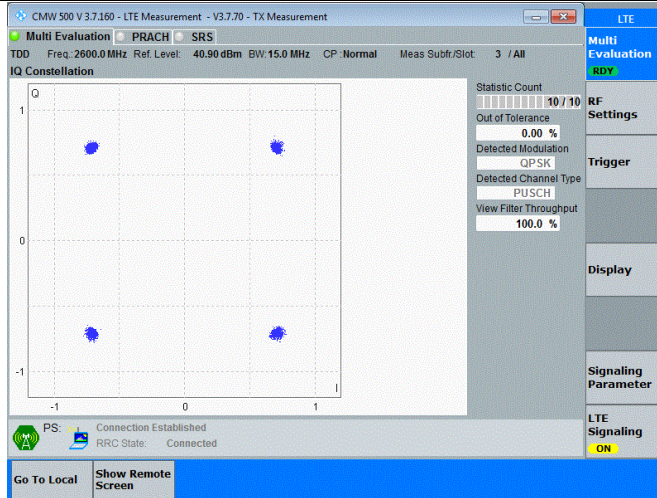 CMW 500 V 3.7.160 - LTE Measurement - V3.7.70 - TX Measurement
LTE
Multi Evaluation PRACH SRS
TDD Freq.:2600.0 MHz Ref. Level: 40.90 dBm BW:15.0 MHz CP :Normal Meas Subfr./Slot: 3 / All
IQ Constellation
Q
1
0
-1
I
-1 0 1
Statistic Count
10 / 10
Out of Tolerance
0.00 %
Detected Modulation
QPSK
Detected Channel Type
PUSCH
View Filter Throughput
100.0 %
Multi
Evaluation
RDY
RF
Settings
Trigger
Display
Signaling
Parameter
LTE
Signaling
ON
PS: Connection Established
RRC State: Connected
Go To Local
Show Remote
Screen